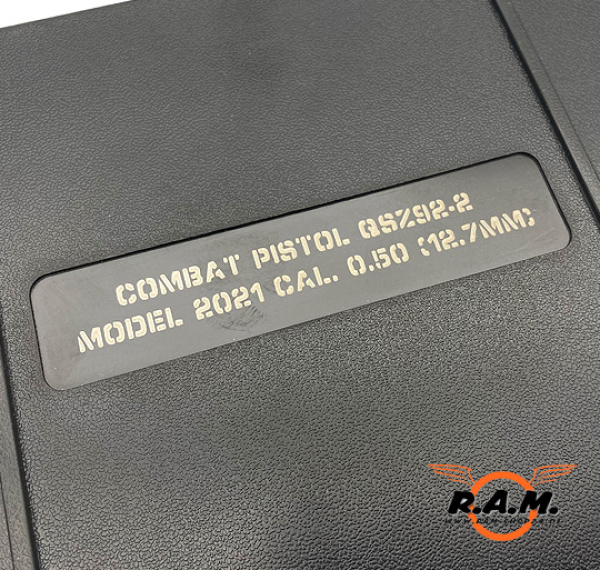 COMBAT PISTOL QSZ92-2
MODEL 2021 CAL. 0.50 (12.7MM)
R.A.M.